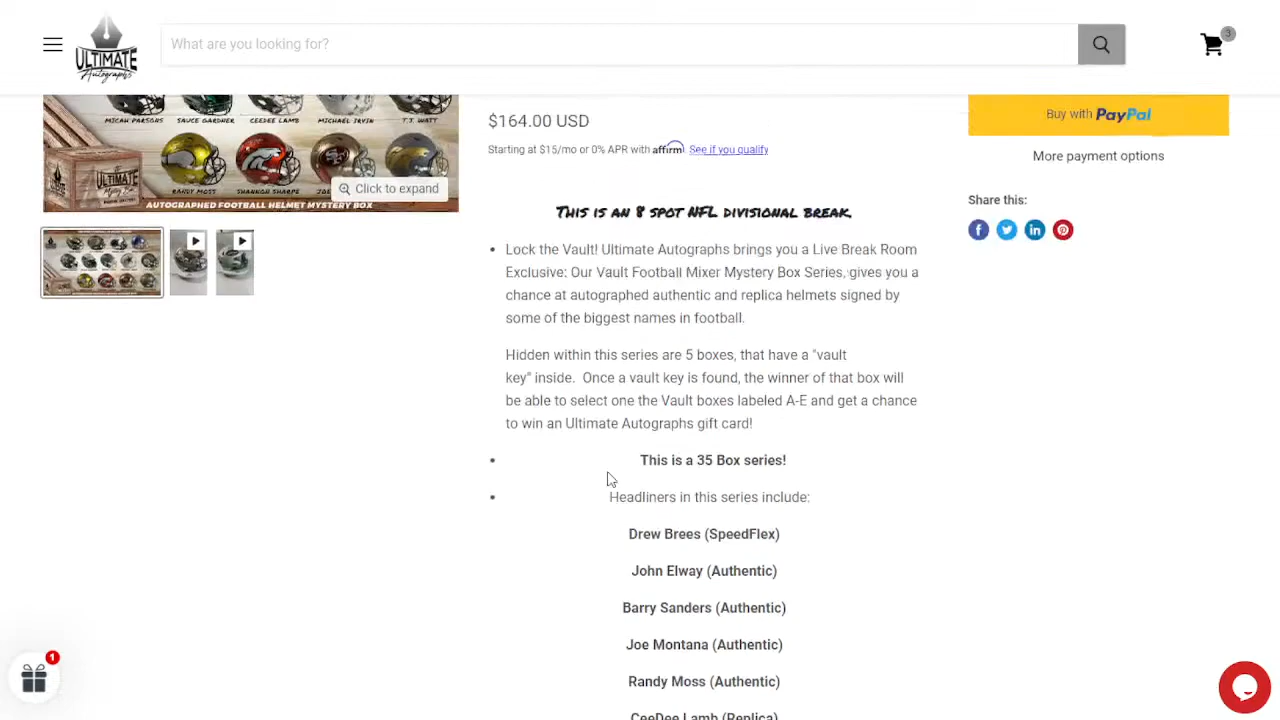 ULTIMATE
Autographs
What are you looking for?
3
MICAH PARSONS SAUCE GARDNER CEEDEE LAMB MICHAEL IRVIN T.J. WATT
RANDY MOSS SHANNON SHARPE
Click to expand
ULTIMATE
AUTOGRAPHED FOOTBALL HELMET MYSTERY BOX
$164.00 USD
Starting at $15/mo or 0% APR with affirm See if you qualify
THIS IS AN 8 SPOT NFL DIVISIONAL BREAK.
• Lock the Vault! Ultimate Autographs brings you a Live Break Room
Exclusive: Our Vault Football Mixer Mystery Box Series, gives you a
chance at autographed authentic and replica helmets signed by
some of the biggest names in football.
Hidden within this series are 5 boxes, that have a "vault
key" inside. Once a vault key is found, the winner of that box will
be able to select one the Vault boxes labeled A-E and get a chance
to win an Ultimate Autographs gift card!
• This is a 35 Box series!
• Headliners in this series include:
Drew Brees (SpeedFlex)
John Elway (Authentic)
Barry Sanders (Authentic)
Joe Montana (Authentic)
Randy Moss (Authentic)
CeeDee Lamb (Replica)
Buy with PayPal
More payment options
Share this:
1